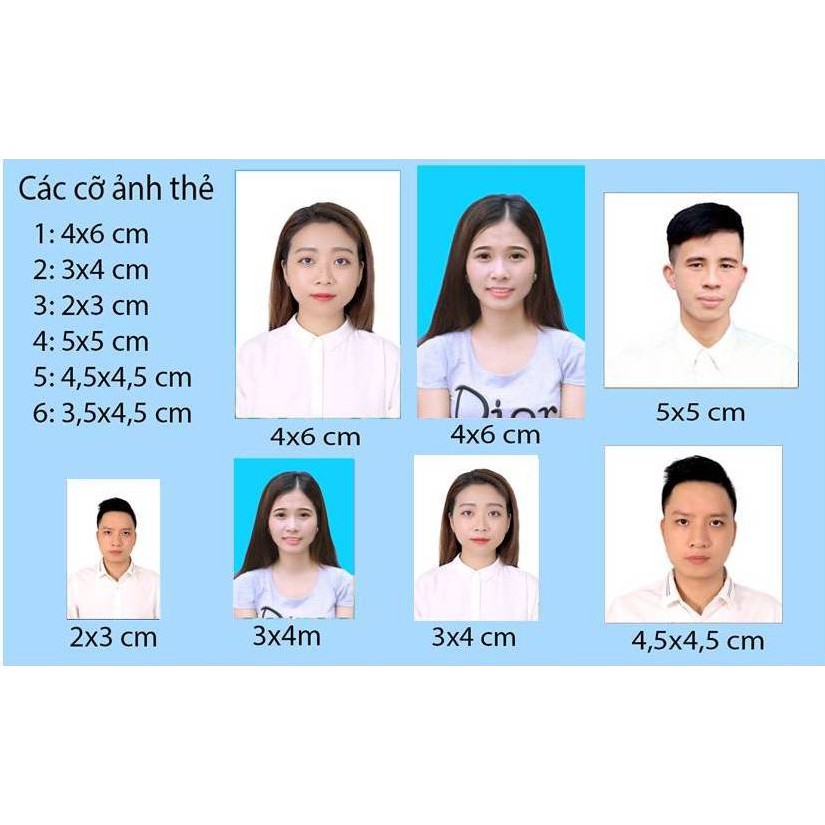 Các cỡ ảnh thẻ
1: 4x6 cm
2: 3x4 cm
3: 2x3 cm
4: 5x5 cm
5: 4,5x4,5 cm
6: 3,5x4,5 cm
Dior
4x6 cm
4x6 cm
5x5 cm
2x3 cm
3x4m
3x4 cm
4,5x4,5 cm